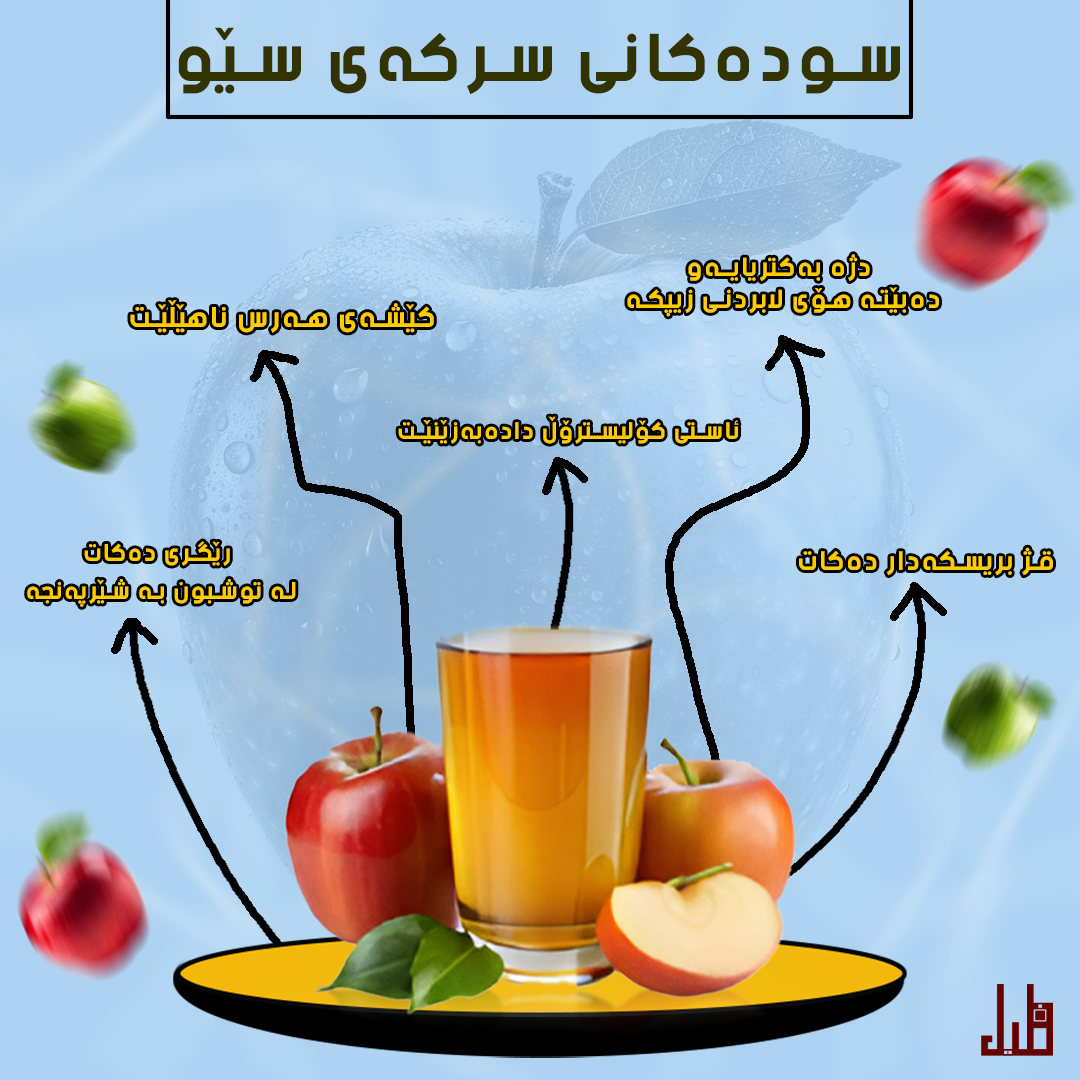 سودەکانی سرکەی سێو
دژە بەکتریایەو
دەبێتە هۆی لابردنی زیپکە
کێشەی هەرس ناهێڵێت
ئاستی کۆلیسترۆڵ دادەبەزێنێت
ڕێگری دەکات
لە توشبون بە شێرپەنجە
قژ بریسکەدار دەکات